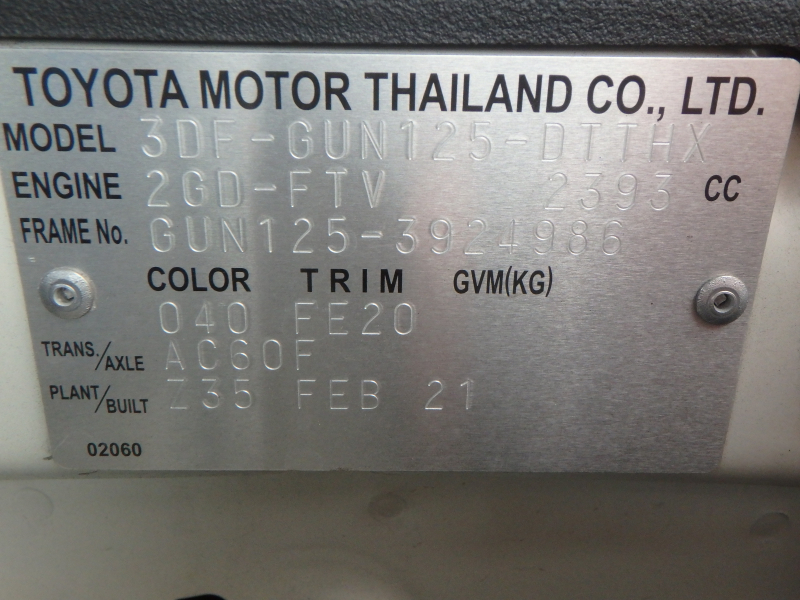 TOYOTA MOTOR THAILAND CO., LTD.
MODEL 3DF-GUN125-DTTHX
ENGINE 2GD-FTV 2393 CC
FRAME No. GUN125-3924986
COLOR TRIM GVM(KG)
040 FE20
TRANS./AXLE AC60F
PLANT/BUILT Z35 FEB 21
02060